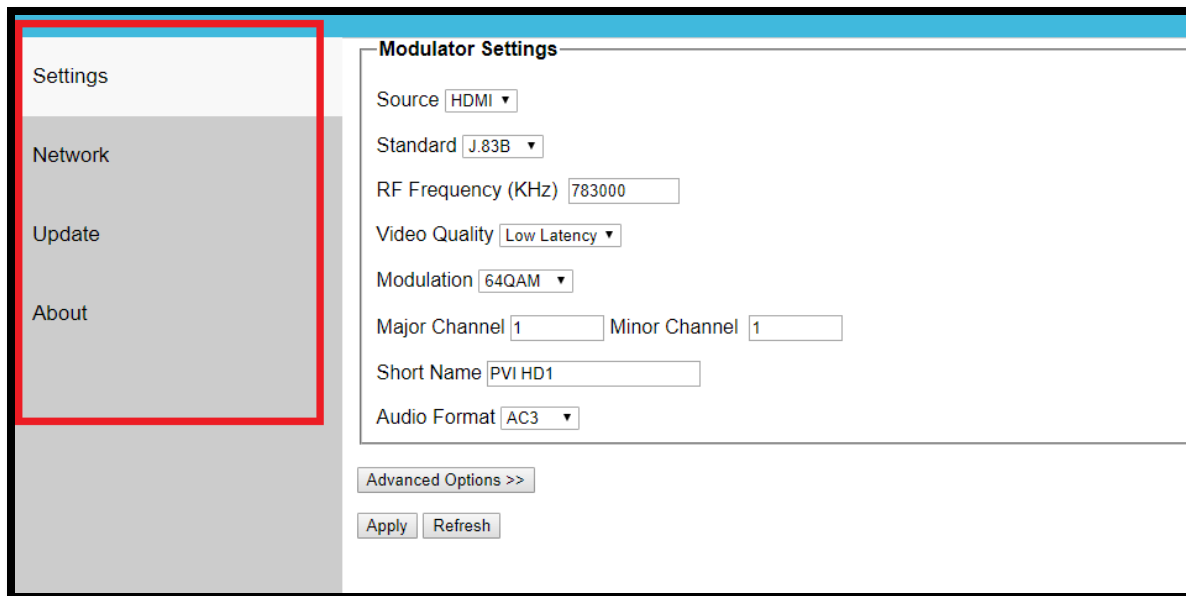 Settings
Network
Update
About
Modulator Settings
Source HDMI
Standard J.83B
RF Frequency (KHz) 783000
Video Quality Low Latency
Modulation 64QAM
Major Channel 1 Minor Channel 1
Short Name PVI HD1
Audio Format AC3
Advanced Options >>
Apply Refresh